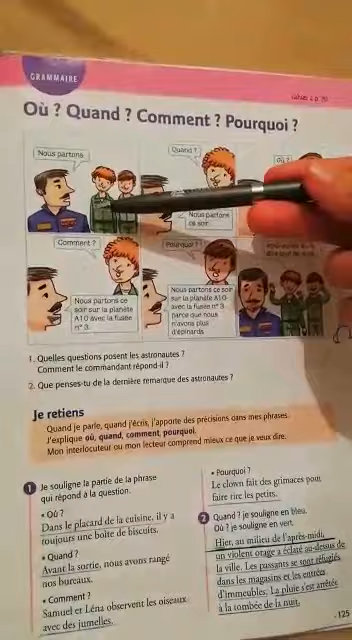 GRAMMAIRE
Où ? Quand ? Comment ? Pourquoi ?
Nous partons
Quand ?
Où ?
Nous partons
ce soir
Comment ?
Nous partons ce
soir sur la planète
A10 avec la fusée
n° 3.
Pourquoi ?
Nous partons ce soir
sur la planète A10
avec la fusée n° 3
parce que nous
n'avons plus
d'épinards.
1. Quelles questions posent les astronautes ?
Comment le commandant répond-il ?
2. Que penses-tu de la dernière remarque des astronautes ?
Je retiens
Quand je parle, quand j'écris, j'apporte des précisions dans mes phrases.
J'explique où, quand, comment, pourquoi.
Mon interlocuteur ou mon lecteur comprend mieux ce que je veux dire.
1 Je souligne la partie de la phrase
qui répond à la question.
• Où ?
Dans le placard de la cuisine, il y a
toujours une boîte de biscuits.
• Quand ?
Avant la sortie, nous avons rangé
nos bureaux.
• Comment ?
Samuel et Léna observent les oiseaux
avec des jumelles.
• Pourquoi ?
Le clown fait des grimaces pour
faire rire les petits.
2 Quand ? je souligne en bleu.
Où ? je souligne en vert.
Hier, au milieu de l'après-midi,
un violent orage a éclaté au-dessus de
la ville. Les passants se sont réfugiés
dans les magasins et les entrées
d'immeubles. La pluie s'est arrêtée
à la tombée de la nuit.
125